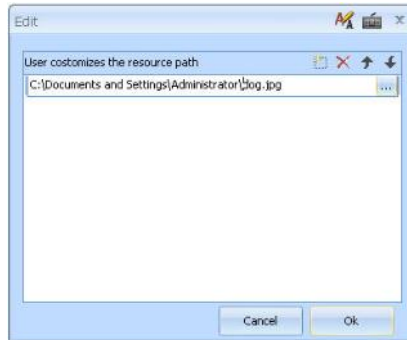 Edit
User costomizes the resource path
C:\Documents and Settings\Administrator\dog.jpg
...
Cancel
Ok